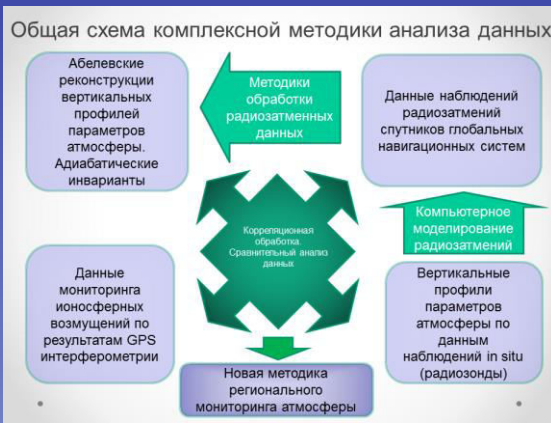 Общая схема комплексной методики анализа данных
Абелевские
реконструкции
вертикальных
профилей
параметров
атмосферы.
Адиабатические
инварианты
Методики
обработки
радиозатменных
данных
Данные наблюдений
радиозатмений
спутников глобальных
навигационных систем
Корреляционная
обработка.
Сравнительный анализ
данных
Компьютерное
моделирование
радиозатмений
Данные
мониторинга
ионосферных
возмущений по
результатам GPS
интерферометрии
Вертикальные
профили
параметров
атмосферы по
данным
наблюдений in situ
(радиозонды)
Новая методика
регионального
мониторинга атмосферы